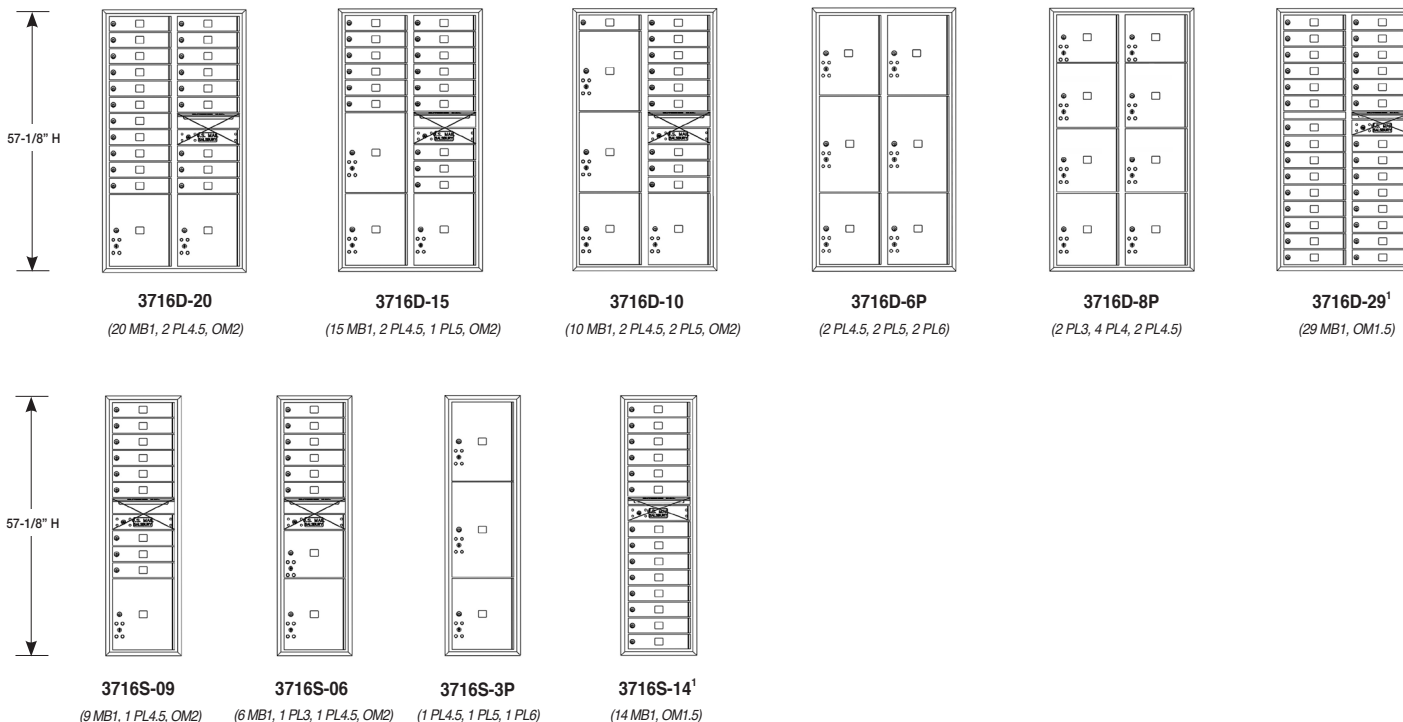 57-1/8" H
3716D-20
3716D-15
3716D-10
3716D-6P
3716D-8P
3716D-29¹
(20 MB1, 2 PL4.5, OM2)
(15 MB1, 2 PL4.5, 1 PL5, OM2)
(10 MB1, 2 PL4.5, 2 PL5, OM2)
(2 PL4.5, 2 PL5, 2 PL6)
(2 PL3, 4 PL4, 2 PL4.5)
(29 MB1, OM1.5)
57-1/8" H
3716S-09
3716S-06
3716S-3P
3716S-14¹
(9 MB1, 1 PL4.5, OM2)
(6 MB1, 1 PL3, 1 PL4.5, OM2)
(1 PL4.5, 1 PL5, 1 PL6)
(14 MB1, OM1.5)